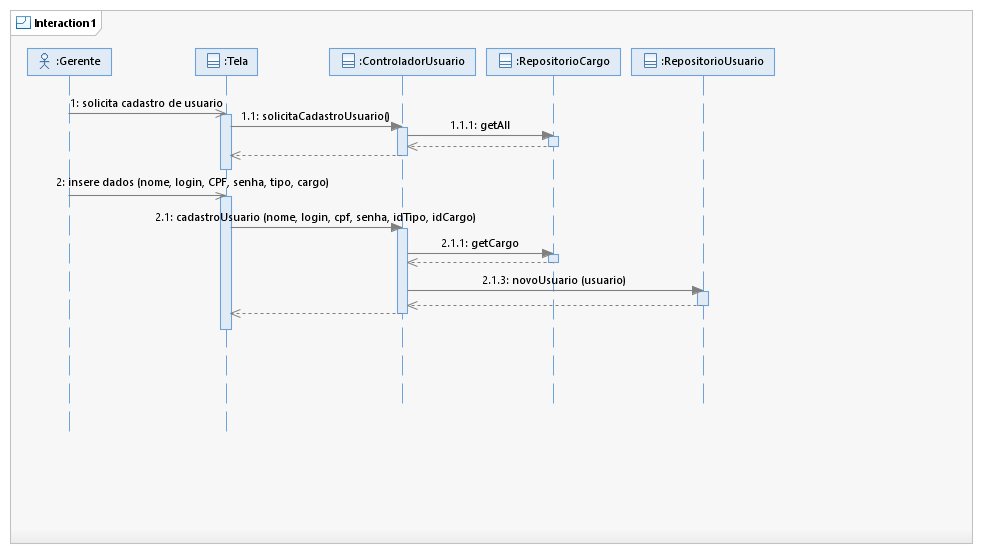 Interaction1
:Gerente
:Tela
:ControladorUsuario
:RepositorioCargo
:RepositorioUsuario
1: solicita cadastro de usuario
1.1: solicitaCadastroUsuario()
1.1.1: getAll
2: insere dados (nome, login, CPF, senha, tipo, cargo)
2.1: cadastroUsuario (nome, login, cpf, senha, idTipo, idCargo)
2.1.1: getCargo
2.1.3: novoUsuario (usuario)